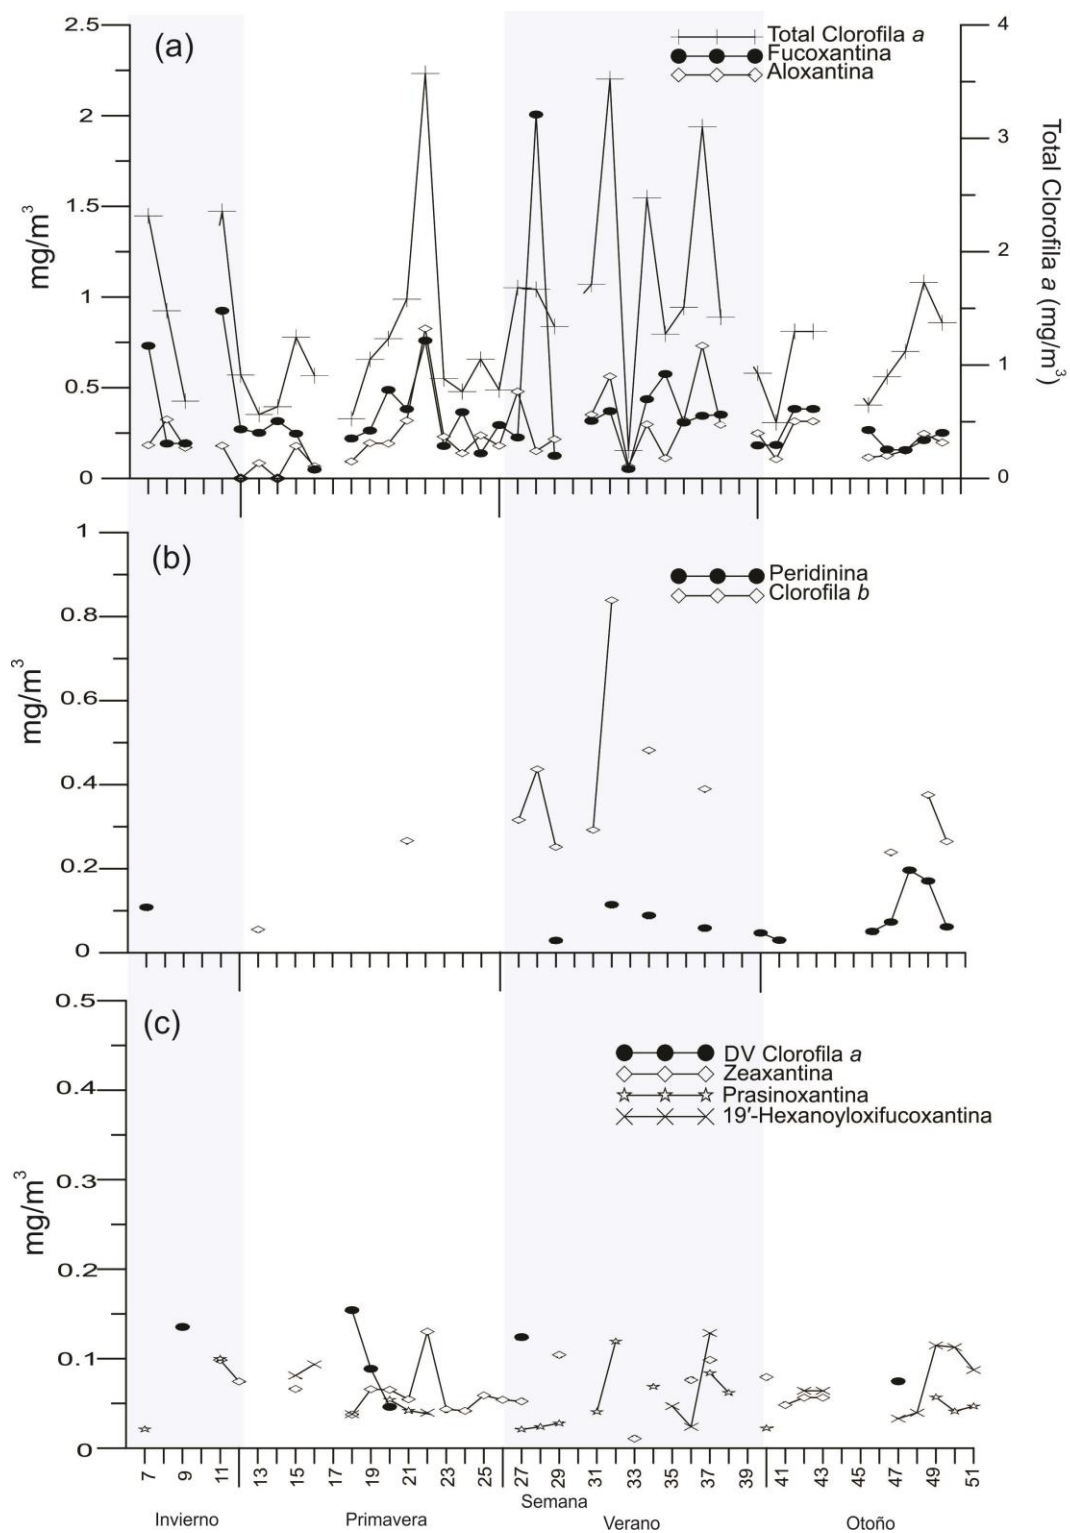 (a)
Total Clorofila a
Fucoxantina
Aloxantina
2.5
2
1.5
1
0.5
0
mg/m³
4
3
2
1
0
Total Clorofila a (mg/m³)
(b)
Peridinina
Clorofila b
1
0.8
0.6
0.4
0.2
0
mg/m³
(c)
DV Clorofila a
Zeaxantina
Prasinoxantina
19'-Hexanoyloxifucoxantina
0.5
0.4
0.3
0.2
0.1
0
mg/m³
7 9 11 13 15 17 19 21 23 25 27 29 31 33 35 37 39 41 43 45 47 49 51
Semana
Invierno Primavera Verano Otoño